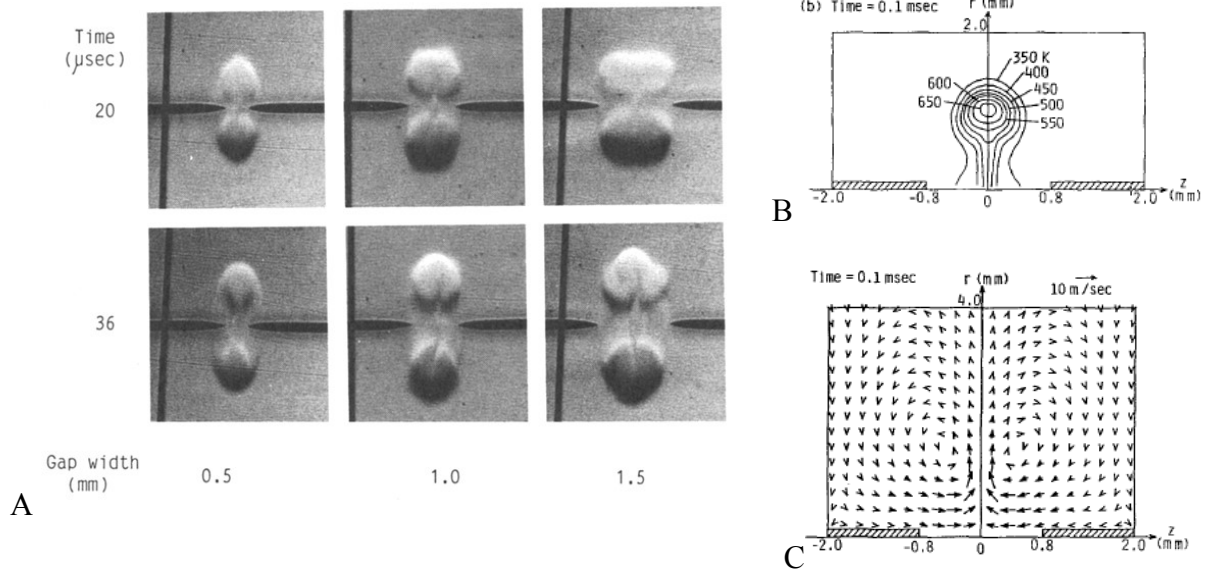 Time
(μsec)
20
36
Gap width
(mm)
0.5
1.0
1.5
A
(b) Time = 0.1 msec
r (mm)
2.0
350 K
400
450
500
550
600
650
-2.0
-0.8
0
0.8
2.0
z
(mm)
B
Time = 0.1 msec
r (mm)
4.0
10 m/sec
-2.0
-0.8
0
0.8
2.0
z
(mm)
C